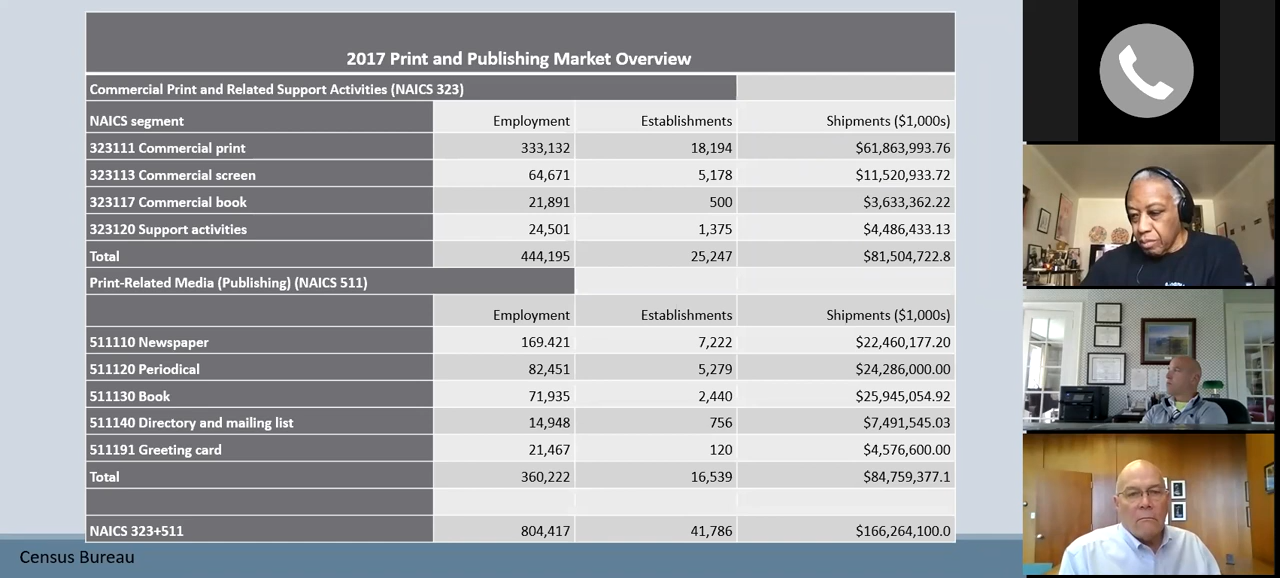 2017 Print and Publishing Market Overview
Commercial Print and Related Support Activities (NAICS 323)
NAICS segment Employment Establishments Shipments ($1,000s)
323111 Commercial print 333,132 18,194 $61,863,993.76
323113 Commercial screen 64,671 5,178 $11,520,933.72
323117 Commercial book 21,891 500 $3,633,362.22
323120 Support activities 24,501 1,375 $4,486,433.13
Total 444,195 25,247 $81,504,722.8
Print-Related Media (Publishing) (NAICS 511)
Employment Establishments Shipments ($1,000s)
511110 Newspaper 169.421 7,222 $22,460,177.20
511120 Periodical 82,451 5,279 $24,286,000.00
511130 Book 71,935 2,440 $25,945,054.92
511140 Directory and mailing list 14,948 756 $7,491,545.03
511191 Greeting card 21,467 120 $4,576,600.00
Total 360,222 16,539 $84,759,377.1
NAICS 323+511 804,417 41,786 $166,264,100.0
Census Bureau